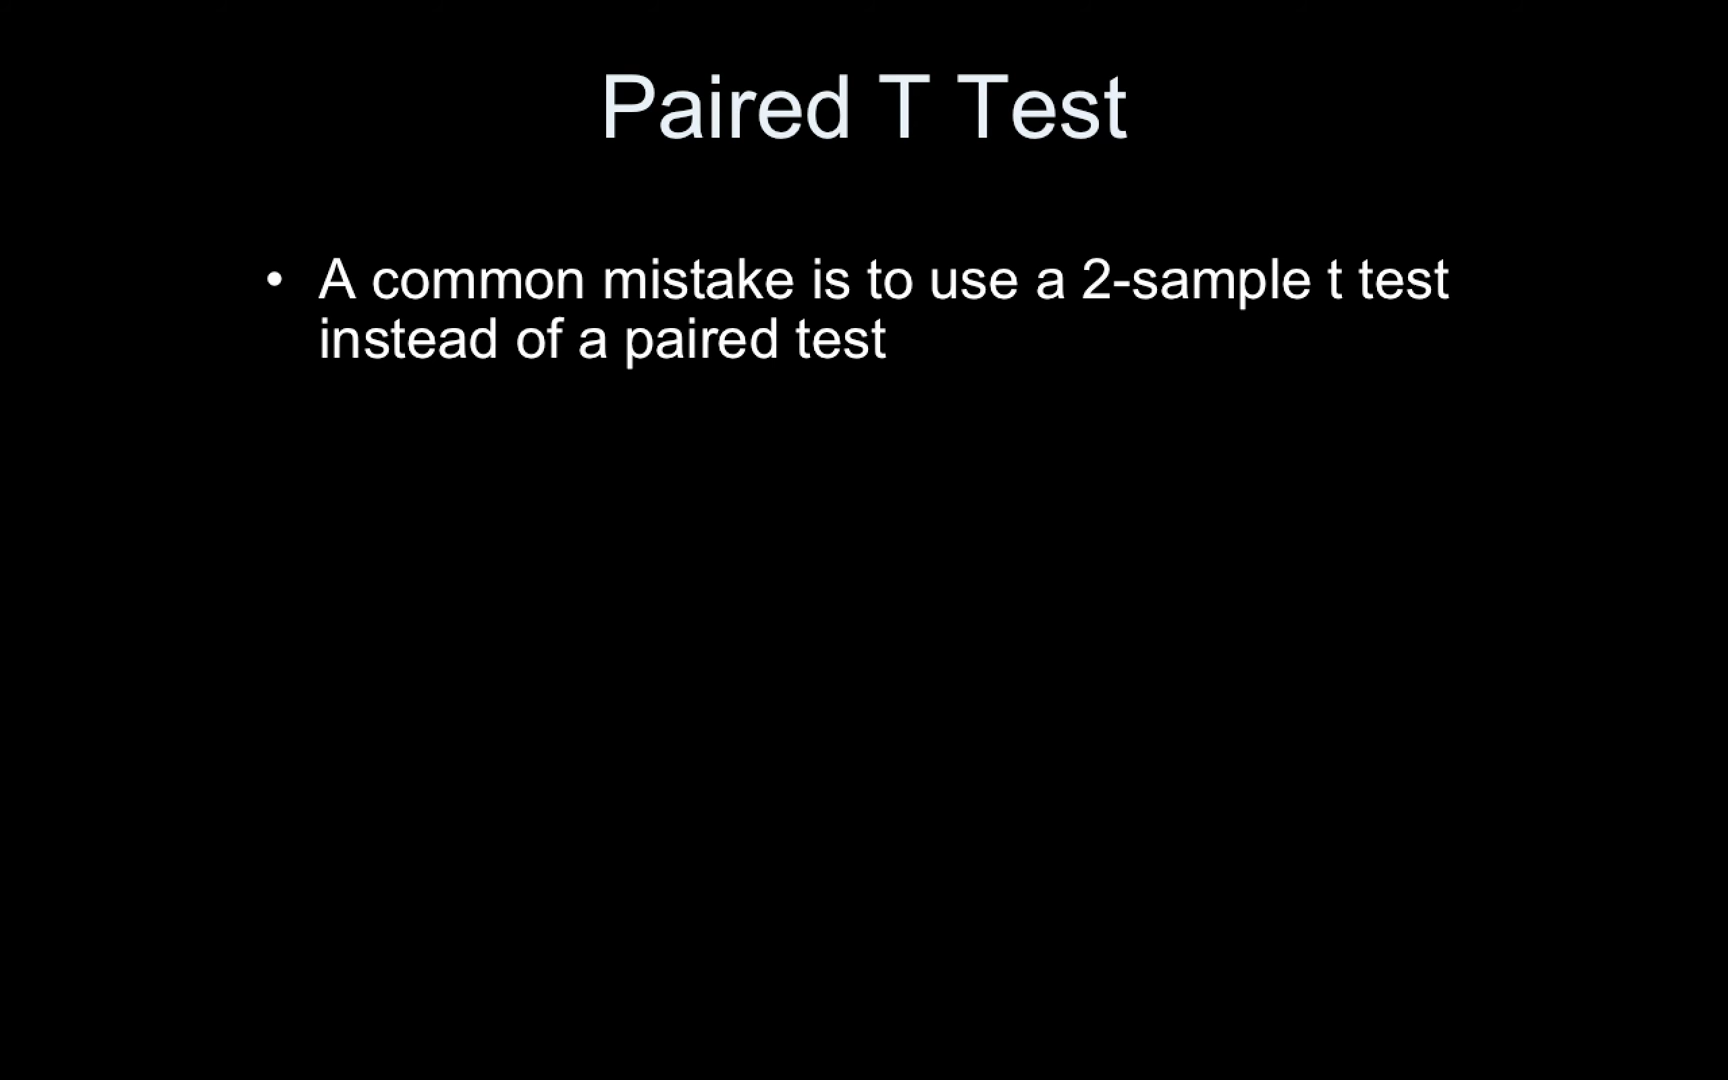 Paired T Test
• A common mistake is to use a 2-sample t test
instead of a paired test